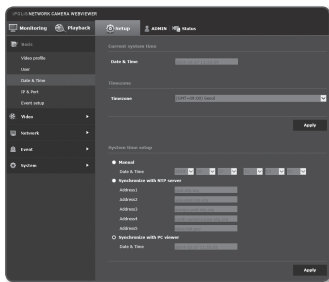 iPOLiS NETWORK CAMERA WEBVIEWER
Monitoring
Playback
Setup
ADMIN
Status
Basic
Video profile
User
Date & Time
IP & Port
Event setup
Video
Network
Event
System
Current system time
Date & Time
Timezone
Timezone
Apply
System time setup
Manual
Date & Time
Synchronize with NTP server
Address1
Address2
Address3
Address4
Address5
Synchronize with PC viewer
Date & Time
Apply